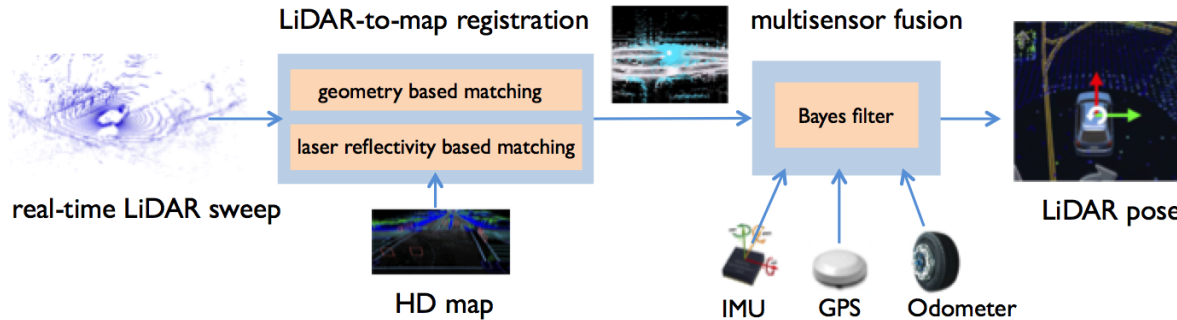 LiDAR-to-map registration
multisensor fusion
geometry based matching
laser reflectivity based matching
Bayes filter
real-time LiDAR sweep
HD map
IMU
GPS
Odometer
LiDAR pose